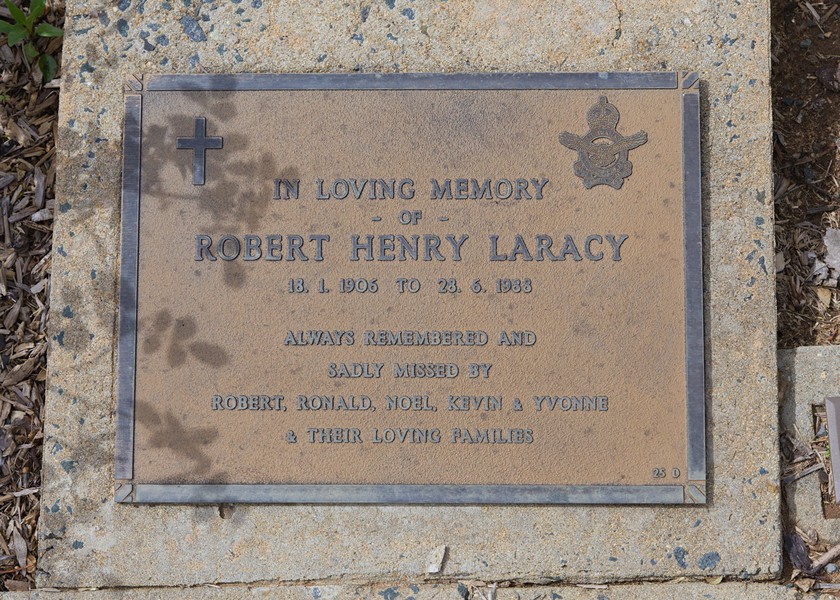 IN LOVING MEMORY
- OF -
ROBERT HENRY LARACY
18. 1. 1906 TO 28. 6. 1988
ALWAYS REMEMBERED AND
SADLY MISSED BY
ROBERT, RONALD, NOEL, KEVIN & YVONNE
& THEIR LOVING FAMILIES
25 D